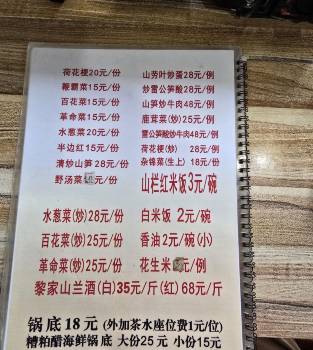 荷花梗20元/份
鞭霸菜15元/份
百花菜15元/份
革命菜15元/份
水葱菜20元/份
半边红15元/份
清炒山笋28元/份
野汤菜 元/份
山劳叶炒蛋28元/例
炒雷公笋酸28元/例
山笋炒牛肉48元/例
鹿茸菜(炒)25元/例
雷公笋酸炒牛肉48元/例
荷花梗(炒) 28元/例
杂锦菜(生上) 18元/份
山栏红米饭3元/碗
水葱菜(炒)28元/份
百花菜(炒)25元/份
革命菜(炒)25元/份
白米饭 2元/碗
香油2元/碗(小)
花生米 元/例
黎家山兰酒(白)35元/斤(红)68元/斤
锅底18元(外加茶水座位费1元/位)
糟粕醋海鲜锅底 大份25元 小份15元